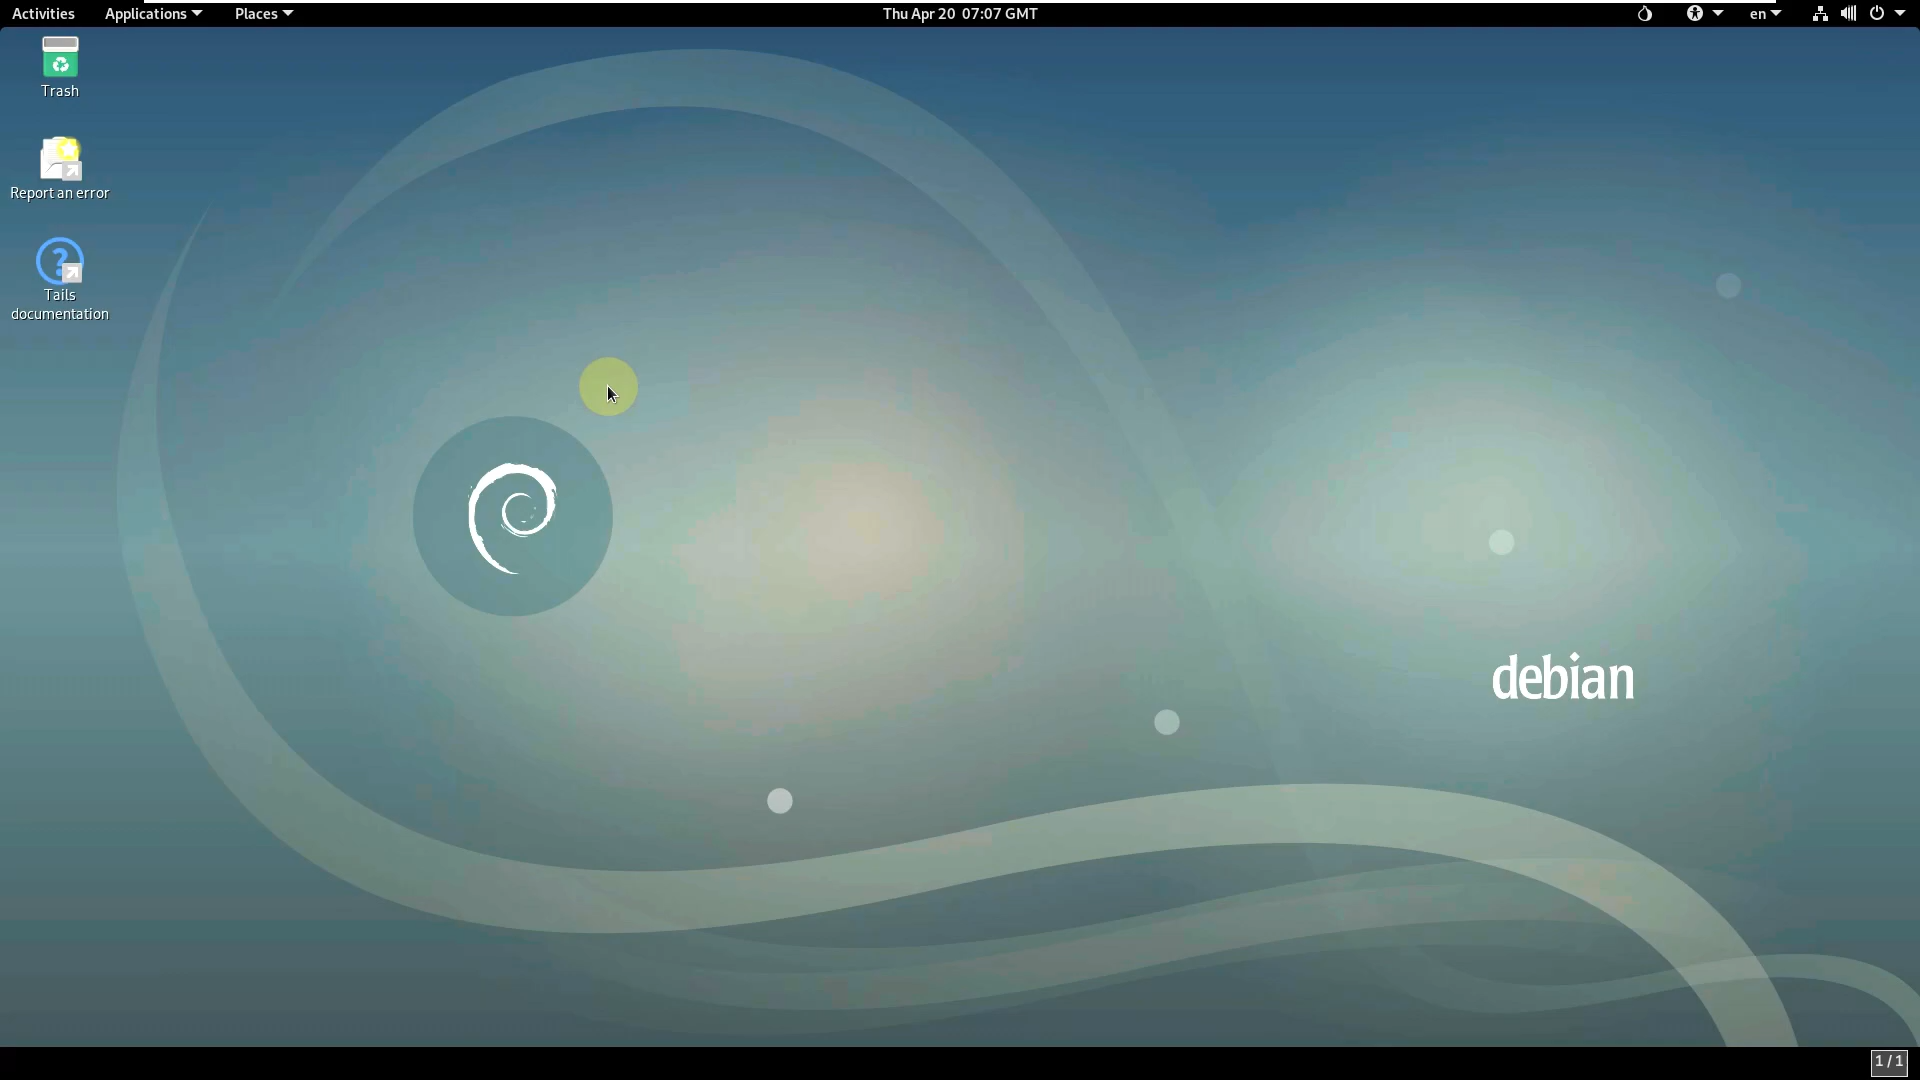 Activities Applications Places Thu Apr 20 07:07 GMT en
Trash
Report an error
Tails
documentation
debian
1 / 1